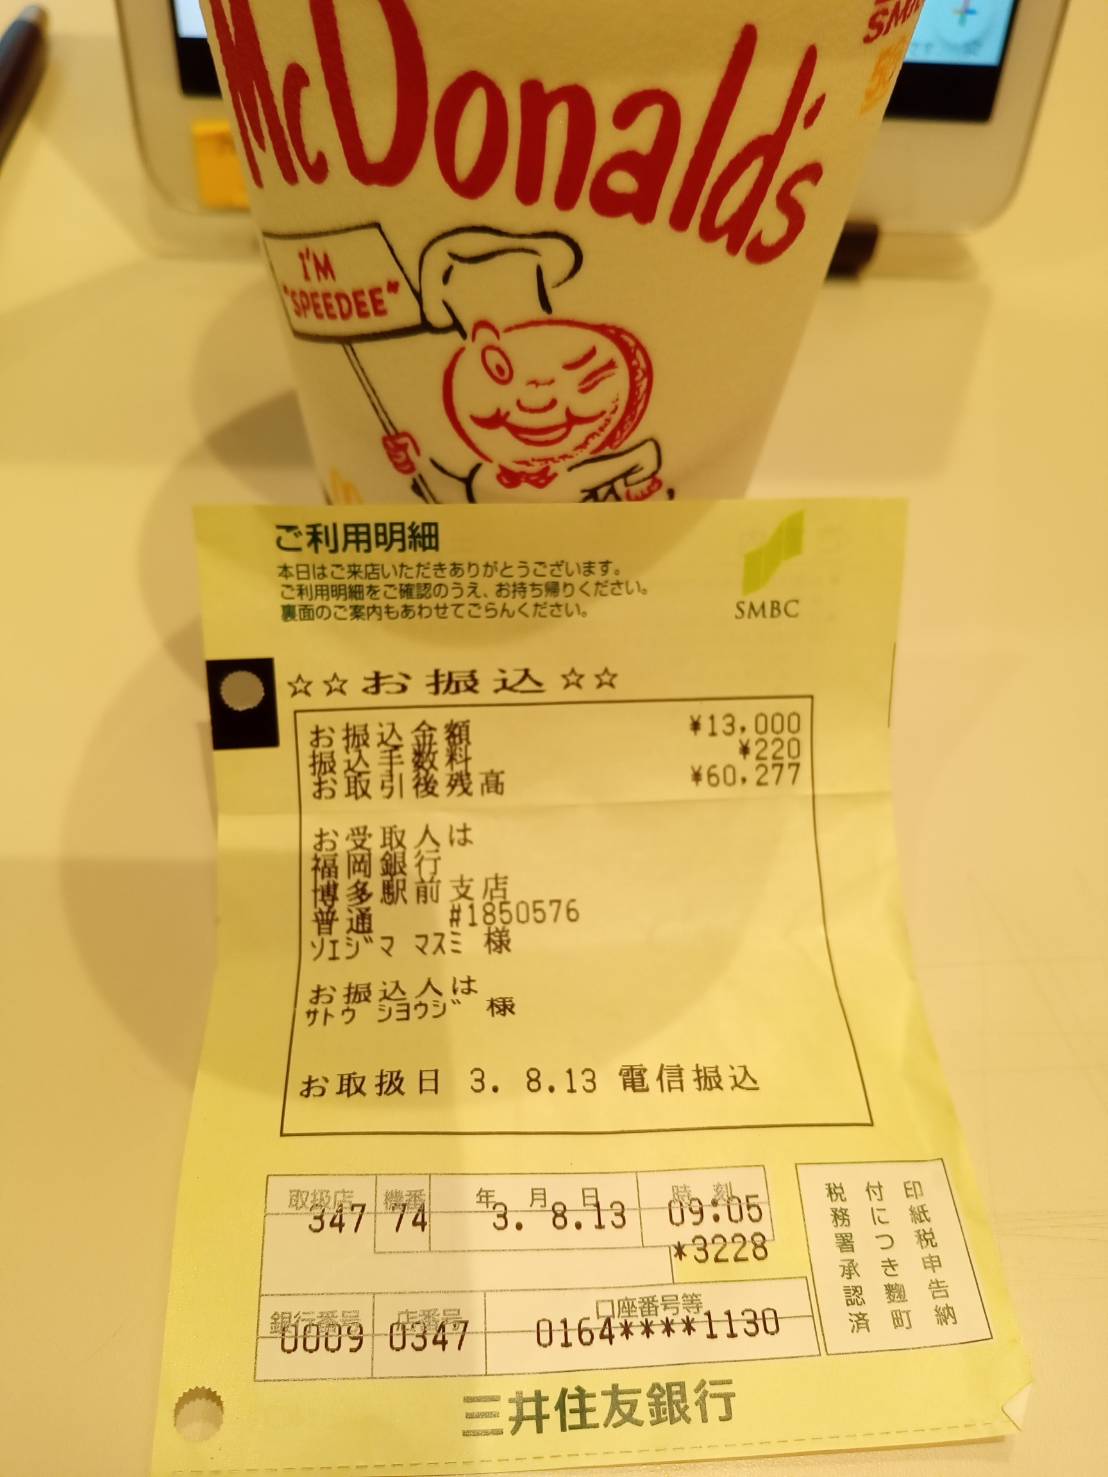 McDonald's
I'M
"SPEEDEE"
ご利用明細
本日はご来店いただきありがとうございます。
ご利用明細をご確認のうえ、お持ち帰りください。
裏面のご案内もあわせてごらんください。
SMBC
☆☆お振込☆☆
お振込金額 ¥13,000
振込手数料 ¥220
お取引後残高 ¥60,277
お受取人は
福岡銀行
博多駅前支店
普通 #1850576
ソエジマ マスミ 様
お振込人は
サトウ シヨウジ 様
お取扱日 3. 8.13 電信振込
取扱店 機番 年 月 日 時 刻
347 74 3. 8.13 09:05
*3228
銀行番号 店番号 口座番号等
0009 0347 0164****1130
印紙税申告納
付につき麴町
税務署承認済
三井住友銀行